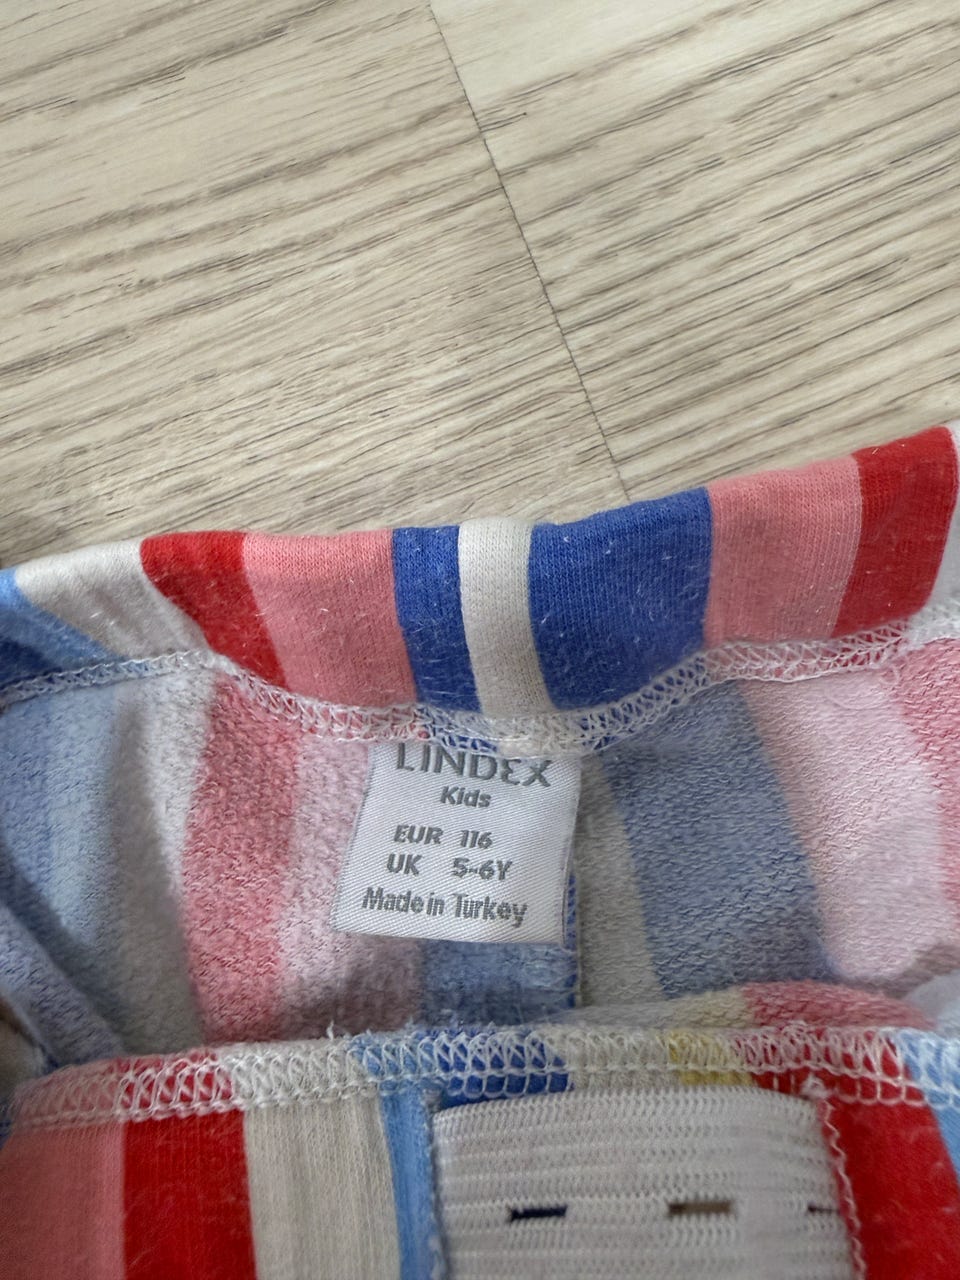 LINDEX
Kids
EUR 116
UK 5-6Y
Made in Turkey